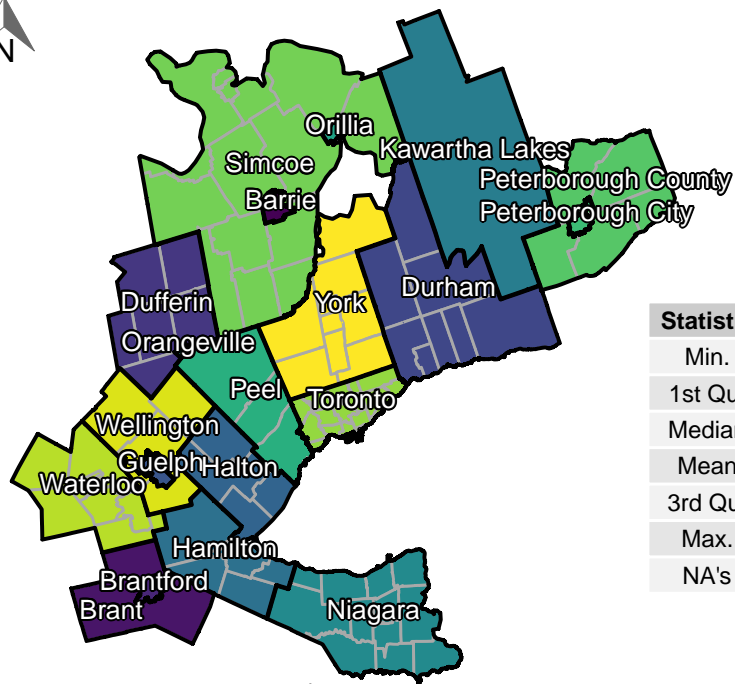 N
Orillia
Kawartha Lakes
Simcoe
Peterborough County
Barrie
Peterborough City
Dufferin
York
Durham
Orangeville
Peel
Toronto
Wellington
Guelph
Halton
Waterloo
Hamilton
Brantford
Brant
Niagara
Statist
Min.
1st Qu
Median
Mean
3rd Qu
Max.
NA's